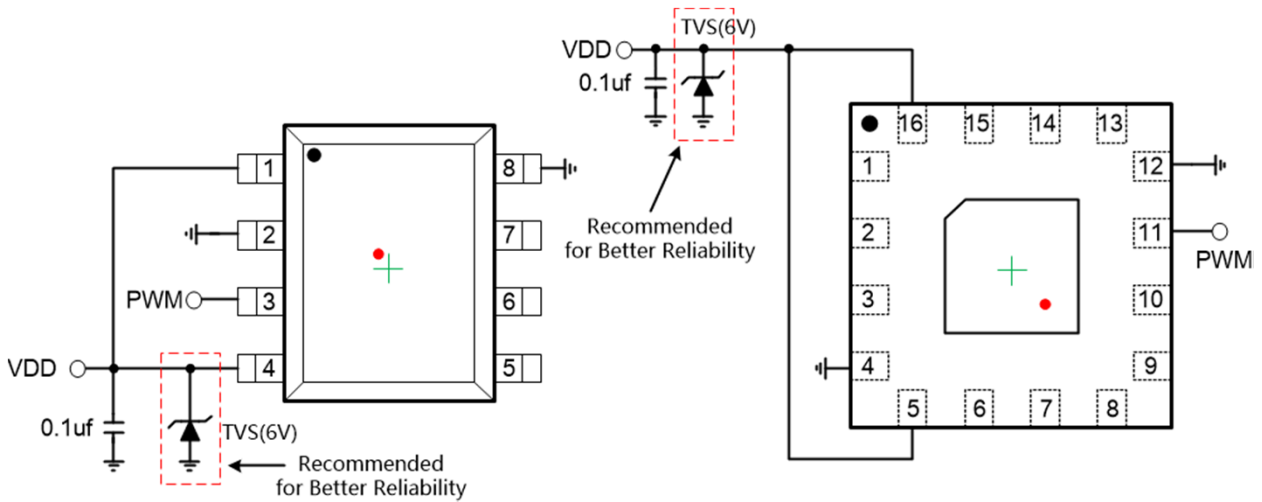 TVS(6V)
VDD
0.1uf
16
15
14
13
1
12
2
11
PWM
3
10
4
9
5
6
7
8
Recommended
for Better Reliability
1
8
2
7
PWM
3
6
VDD
4
5
0.1uf
TVS(6V)
Recommended
for Better Reliability